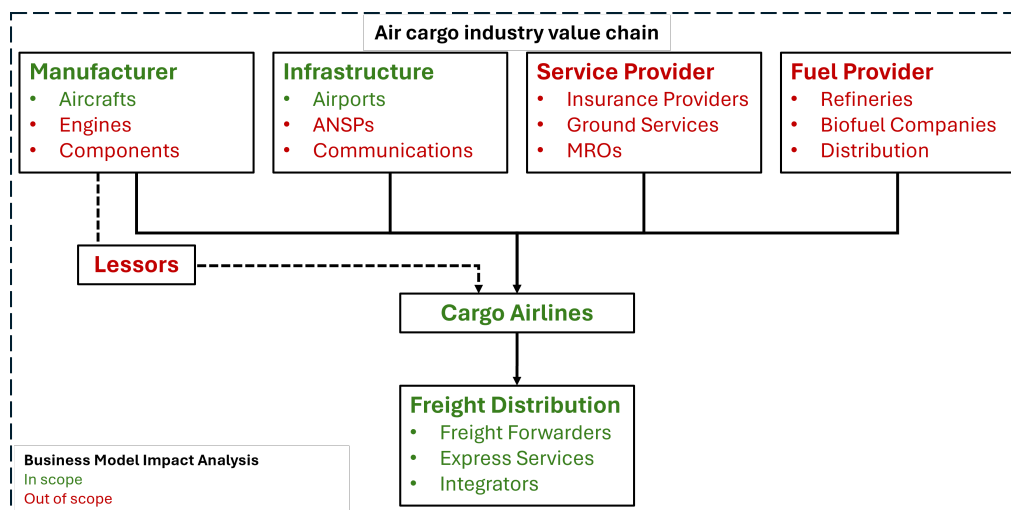 Air cargo industry value chain
Manufacturer
• Aircrafts
• Engines
• Components
Infrastructure
• Airports
• ANSPs
• Communications
Service Provider
• Insurance Providers
• Ground Services
• MROs
Fuel Provider
• Refineries
• Biofuel Companies
• Distribution
Lessors
Cargo Airlines
Freight Distribution
• Freight Forwarders
• Express Services
• Integrators
Business Model Impact Analysis
In scope
Out of scope